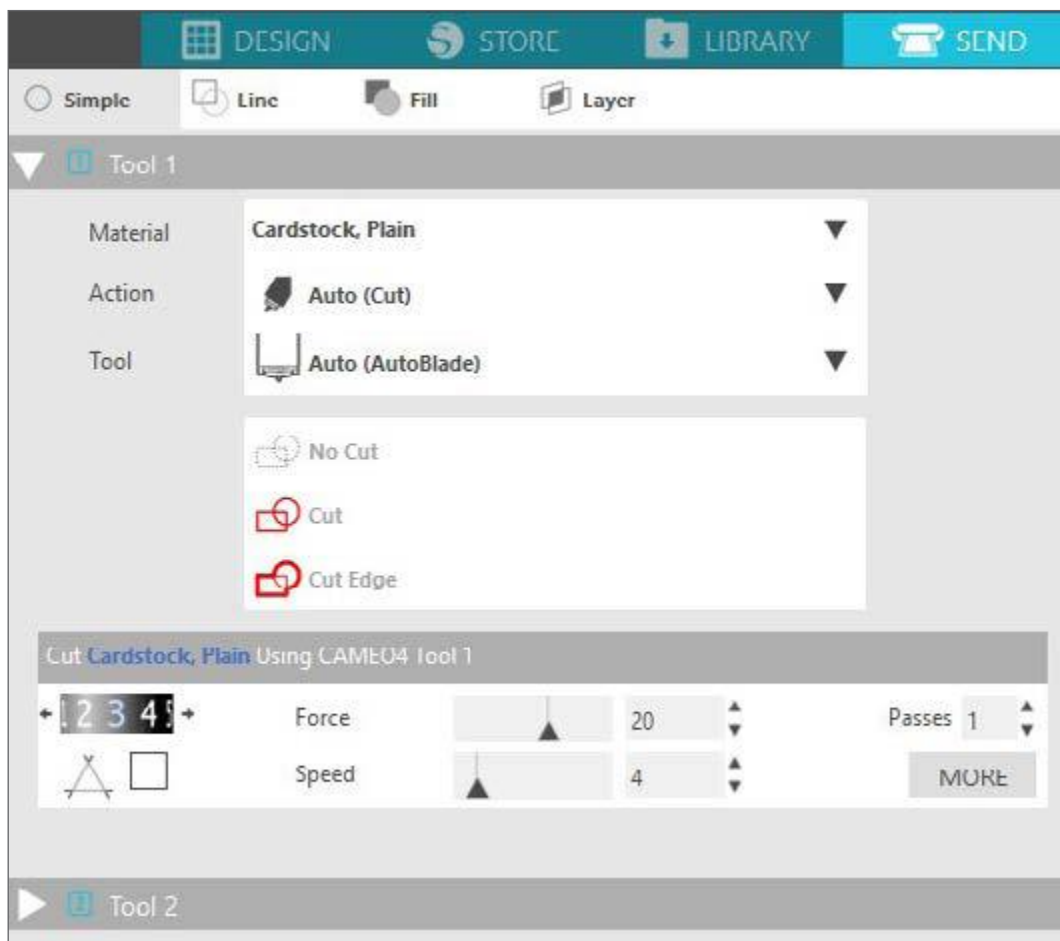 DESIGN STORE LIBRARY SEND
Simple Line Fill Layer
1 Tool 1
Material Cardstock, Plain
Action Auto (Cut)
Tool Auto (AutoBlade)
No Cut
Cut
Cut Edge
Cut Cardstock, Plain Using CAMEO4 Tool 1
2 3 4 Force 20 Passes 1
Speed 4 MORE
2 Tool 2